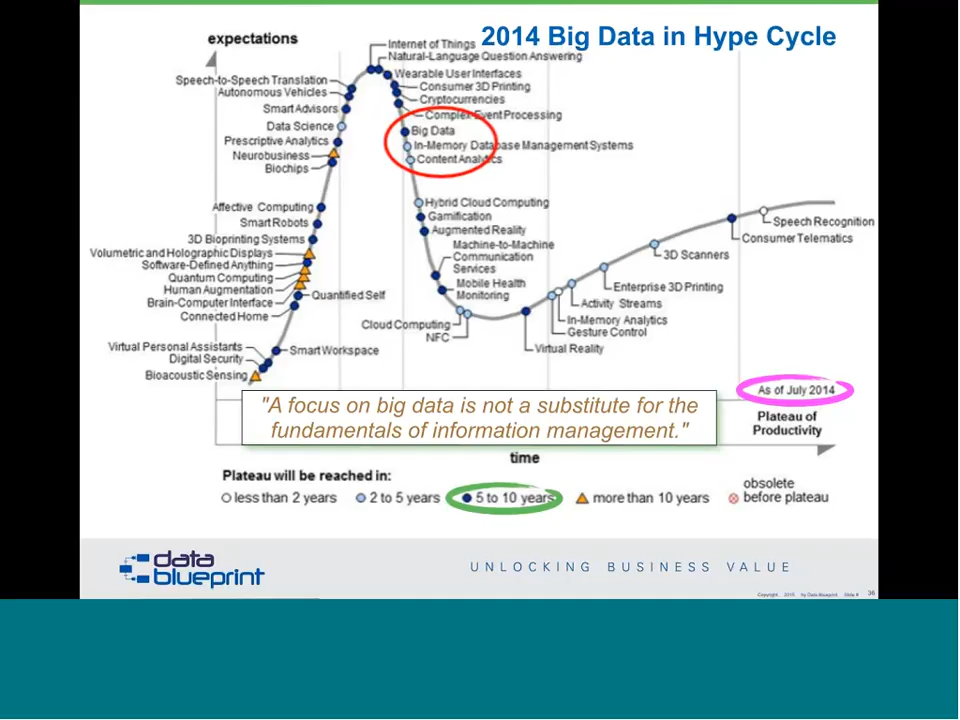 2014 Big Data in Hype Cycle
expectations
Internet of Things
Natural-Language Question Answering
Wearable User Interfaces
Consumer 3D Printing
Cryptocurrencies
Complex Event Processing
Big Data
In-Memory Database Management Systems
Content Analytics
Speech-to-Speech Translation
Autonomous Vehicles
Smart Advisors
Data Science
Prescriptive Analytics
Neurobusiness
Biochips
Affective Computing
Smart Robots
3D Bioprinting Systems
Volumetric and Holographic Displays
Software-Defined Anything
Quantum Computing
Human Augmentation
Brain-Computer Interface
Connected Home
Quantified Self
Virtual Personal Assistants
Digital Security
Bioacoustic Sensing
Smart Workspace
Hybrid Cloud Computing
Gamification
Augmented Reality
Machine-to-Machine
Communication
Services
Mobile Health
Monitoring
Cloud Computing
NFC
Virtual Reality
Gesture Control
In-Memory Analytics
Activity Streams
Enterprise 3D Printing
3D Scanners
Consumer Telematics
Speech Recognition
As of July 2014
"A focus on big data is not a substitute for the
fundamentals of information management."
Plateau of
Productivity
time
Plateau will be reached in:
less than 2 years
2 to 5 years
5 to 10 years
more than 10 years
obsolete
before plateau
data
blueprint
UNLOCKING BUSINESS VALUE
Copyright 2015 by Data Blueprint Slide # 36